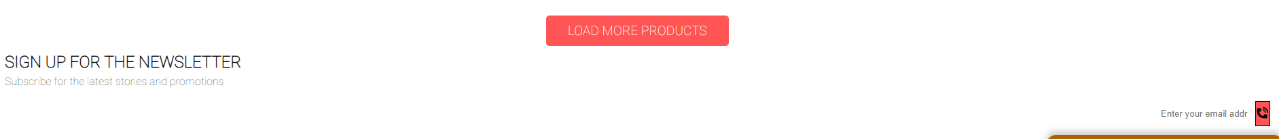 LOAD MORE PRODUCTS
SIGN UP FOR THE NEWSLETTER
Subscribe for the latest stories and promotions
Enter your email addr